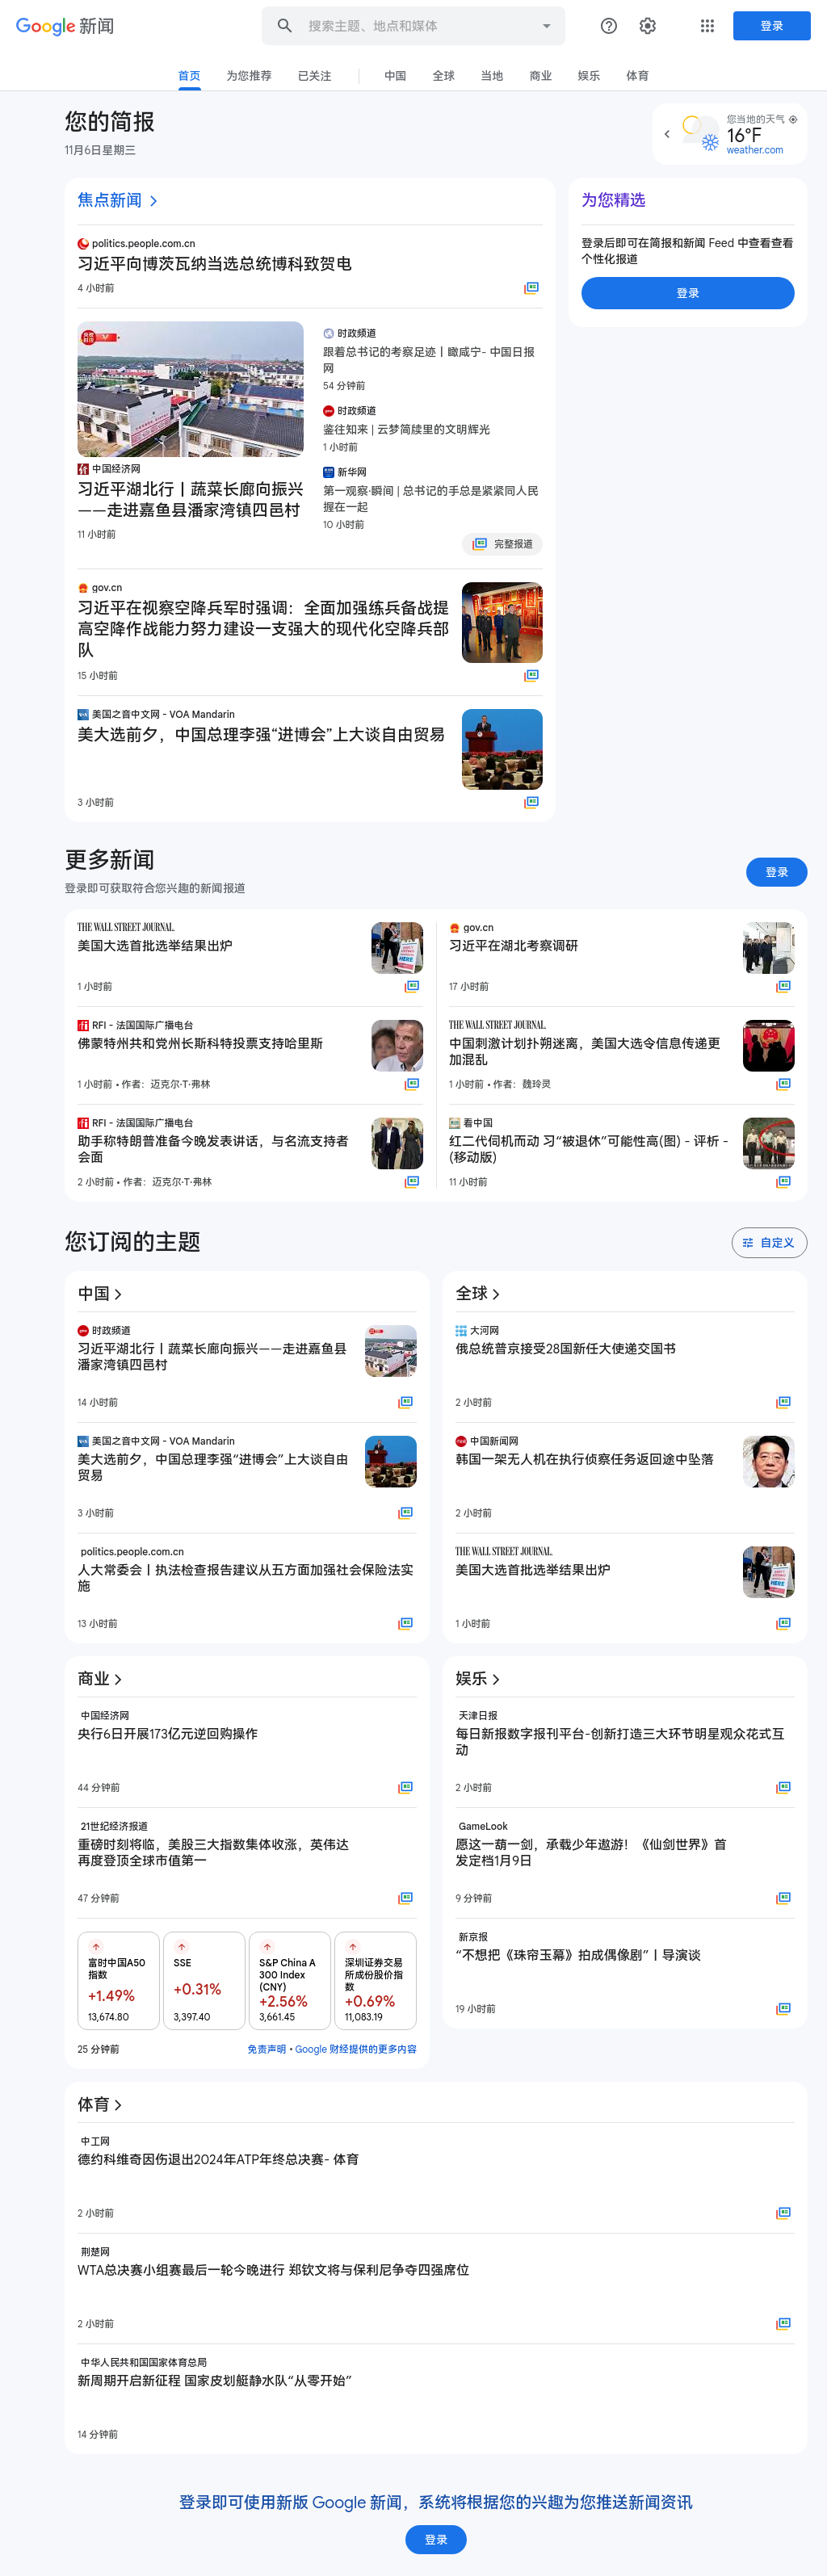 Google 新闻
搜索主题、地点和媒体
登录
首页 为您推荐 已关注 中国 全球 当地 商业 娱乐 体育
您的简报
11月6日星期三
您当地的天气
16°F
weather.com
焦点新闻
politics.people.com.cn
习近平向博茨瓦纳当选总统博科致贺电
4 小时前
中国经济网
习近平湖北行丨蔬菜长廊向振兴
——走进嘉鱼县潘家湾镇四邑村
11 小时前
时政频道
跟着总书记的考察足迹丨瞰咸宁- 中国日报
网
54 分钟前
时政频道
鉴往知来 | 云梦简牍里的文明辉光
1 小时前
新华网
第一观察·瞬间 | 总书记的手总是紧紧同人民
握在一起
10 小时前
完整报道
gov.cn
习近平在视察空降兵军时强调：全面加强练兵备战提
高空降作战能力努力建设一支强大的现代化空降兵部
队
15 小时前
美国之音中文网 - VOA Mandarin
美大选前夕，中国总理李强“进博会”上大谈自由贸易
3 小时前
为您精选
登录后即可在简报和新闻 Feed 中查看查看
个性化报道
登录
更多新闻
登录即可获取符合您兴趣的新闻报道
登录
THE WALL STREET JOURNAL.
美国大选首批选举结果出炉
1 小时前
RFI - 法国国际广播电台
佛蒙特州共和党州长斯科特投票支持哈里斯
1 小时前 • 作者：迈克尔·T·弗林
RFI - 法国国际广播电台
助手称特朗普准备今晚发表讲话，与名流支持者
会面
2 小时前 • 作者：迈克尔·T·弗林
gov.cn
习近平在湖北考察调研
17 小时前
THE WALL STREET JOURNAL.
中国刺激计划扑朔迷离，美国大选令信息传递更
加混乱
1 小时前 • 作者：魏玲灵
看中国
红二代伺机而动 习“被退休”可能性高(图) - 评析 -
(移动版)
11 小时前
您订阅的主题
自定义
中国
时政频道
习近平湖北行丨蔬菜长廊向振兴——走进嘉鱼县
潘家湾镇四邑村
14 小时前
美国之音中文网 - VOA Mandarin
美大选前夕，中国总理李强“进博会”上大谈自由
贸易
3 小时前
politics.people.com.cn
人大常委会丨执法检查报告建议从五方面加强社会保险法实
施
13 小时前
全球
大河网
俄总统普京接受28国新任大使递交国书
2 小时前
中国新闻网
韩国一架无人机在执行侦察任务返回途中坠落
2 小时前
THE WALL STREET JOURNAL.
美国大选首批选举结果出炉
1 小时前
商业
中国经济网
央行6日开展173亿元逆回购操作
44 分钟前
21世纪经济报道
重磅时刻将临，美股三大指数集体收涨，英伟达
再度登顶全球市值第一
47 分钟前
富时中国A50
指数
+1.49%
13,674.80
SSE
+0.31%
3,397.40
S&P China A
300 Index
(CNY)
+2.56%
3,661.45
深圳证券交易
所成份股价指
数
+0.69%
11,083.19
25 分钟前
免责声明 • Google 财经提供的更多内容
娱乐
天津日报
每日新报数字报刊平台-创新打造三大环节明星观众花式互
动
2 小时前
GameLook
愿这一葫一剑，承载少年遨游！《仙剑世界》首
发定档1月9日
9 分钟前
新京报
“不想把《珠帘玉幕》拍成偶像剧”丨导演谈
19 小时前
体育
中工网
德约科维奇因伤退出2024年ATP年终总决赛- 体育
2 小时前
荆楚网
WTA总决赛小组赛最后一轮今晚进行 郑钦文将与保利尼争夺四强席位
2 小时前
中华人民共和国国家体育总局
新周期开启新征程 国家皮划艇静水队“从零开始”
14 分钟前
登录即可使用新版 Google 新闻，系统将根据您的兴趣为您推送新闻资讯
登录